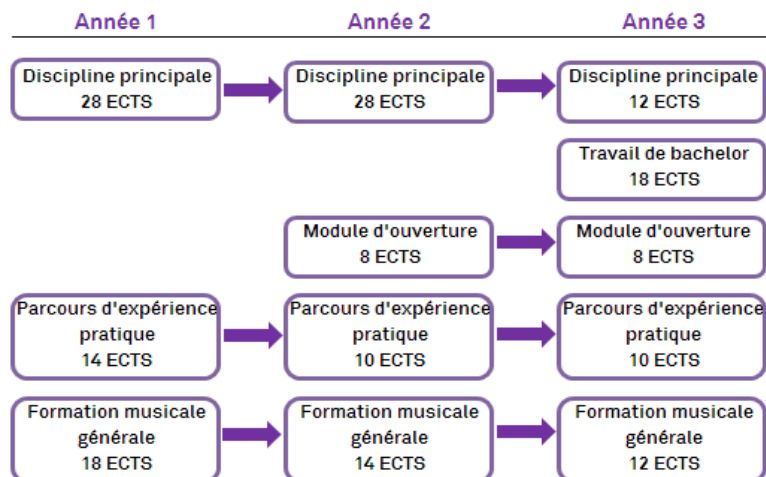 Année 1
Année 2
Année 3
Discipline principale
28 ECTS
Discipline principale
28 ECTS
Discipline principale
12 ECTS
Travail de bachelor
18 ECTS
Module d'ouverture
8 ECTS
Module d'ouverture
8 ECTS
Parcours d'expérience
pratique
14 ECTS
Parcours d'expérience
pratique
10 ECTS
Parcours d'expérience
pratique
10 ECTS
Formation musicale
générale
18 ECTS
Formation musicale
générale
14 ECTS
Formation musicale
générale
12 ECTS